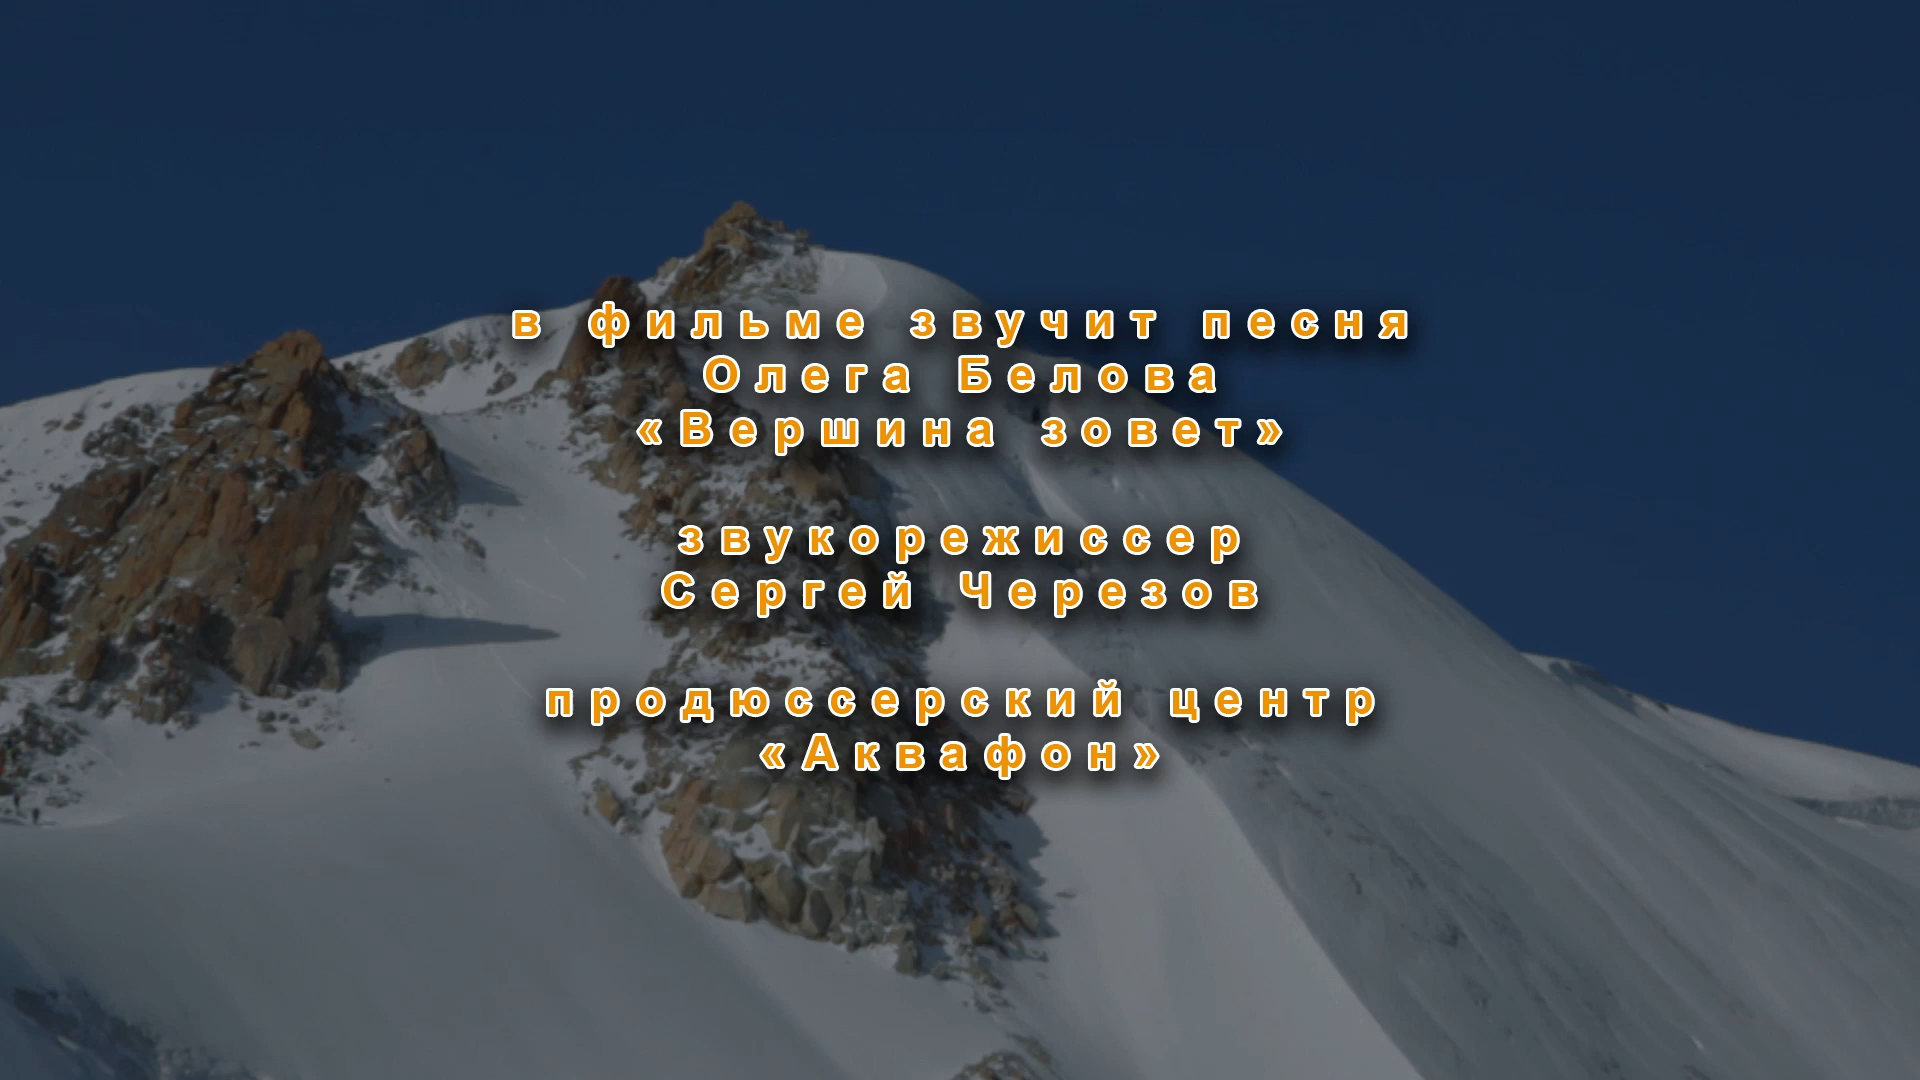 в фильме звучит песня
Олега Белова
«Вершина зовет»
звукорежиссер
Сергей Черезов
продюссерский центр
«Аквафон»